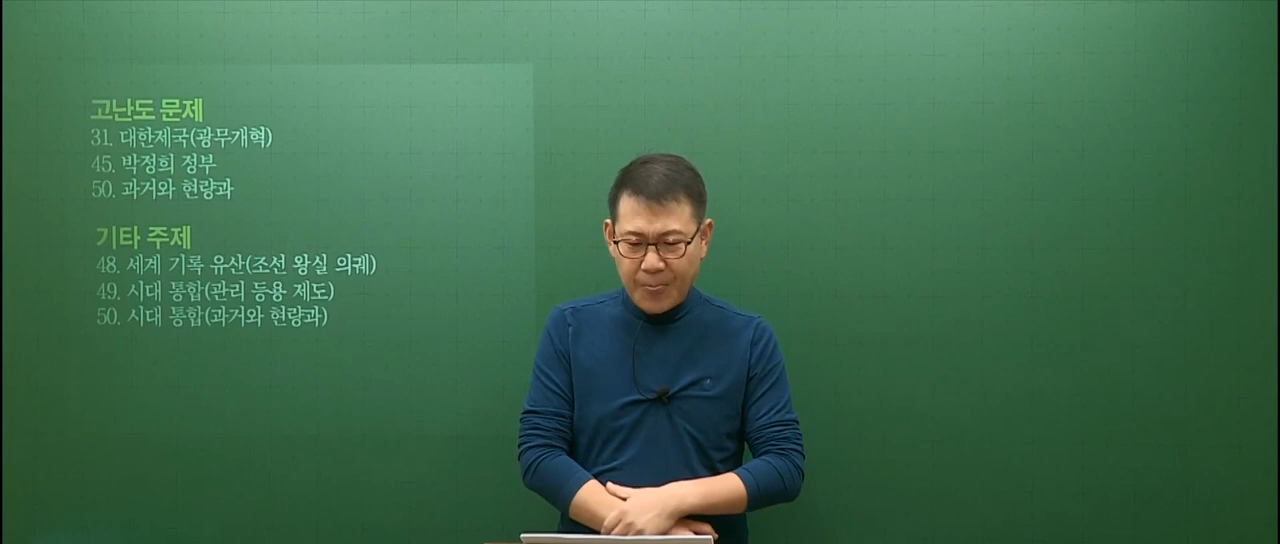 고난도 문제
31. 대한제국(광무개혁)
45. 박정희 정부
50. 과거와 현량과
기타 주제
48. 세계 기록 유산(조선 왕실 의궤)
49. 시대 통합(관리 등용 제도)
50. 시대 통합(과거와 현량과)